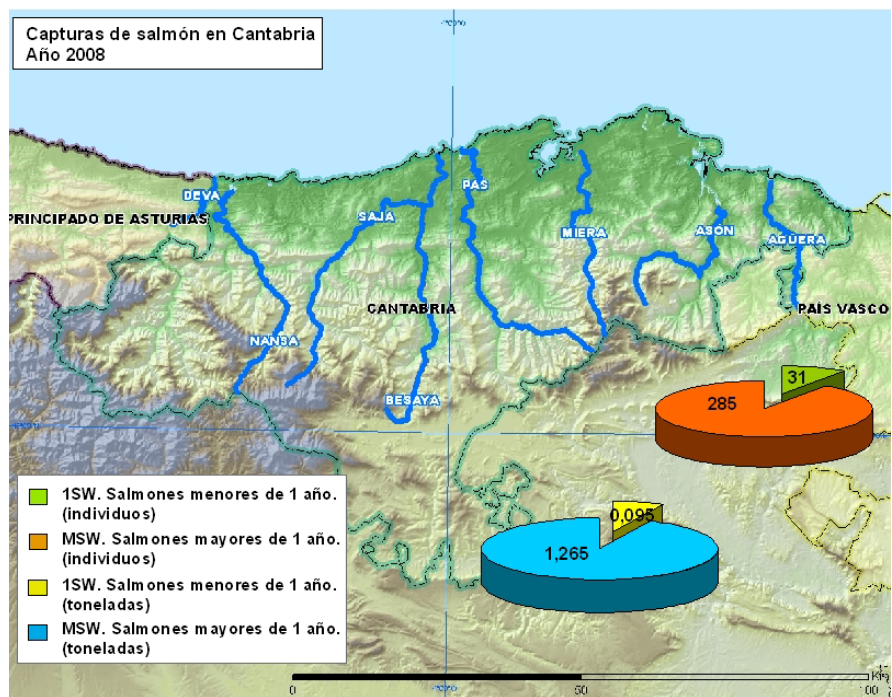 Capturas de salmón en Cantabria
Año 2008
DEVA
PRINCIPADO DE ASTURIAS
SAJA
PAS
MIERA
ASÓN
AGÜERA
CANTABRIA
PAÍS VASCO
NANSA
BESAYA
31
285
0,095
1,265
1SW. Salmones menores de 1 año.
(individuos)
MSW. Salmones mayores de 1 año.
(individuos)
1SW. Salmones menores de 1 año.
(toneladas)
MSW. Salmones mayores de 1 año.
(toneladas)
0
50
100